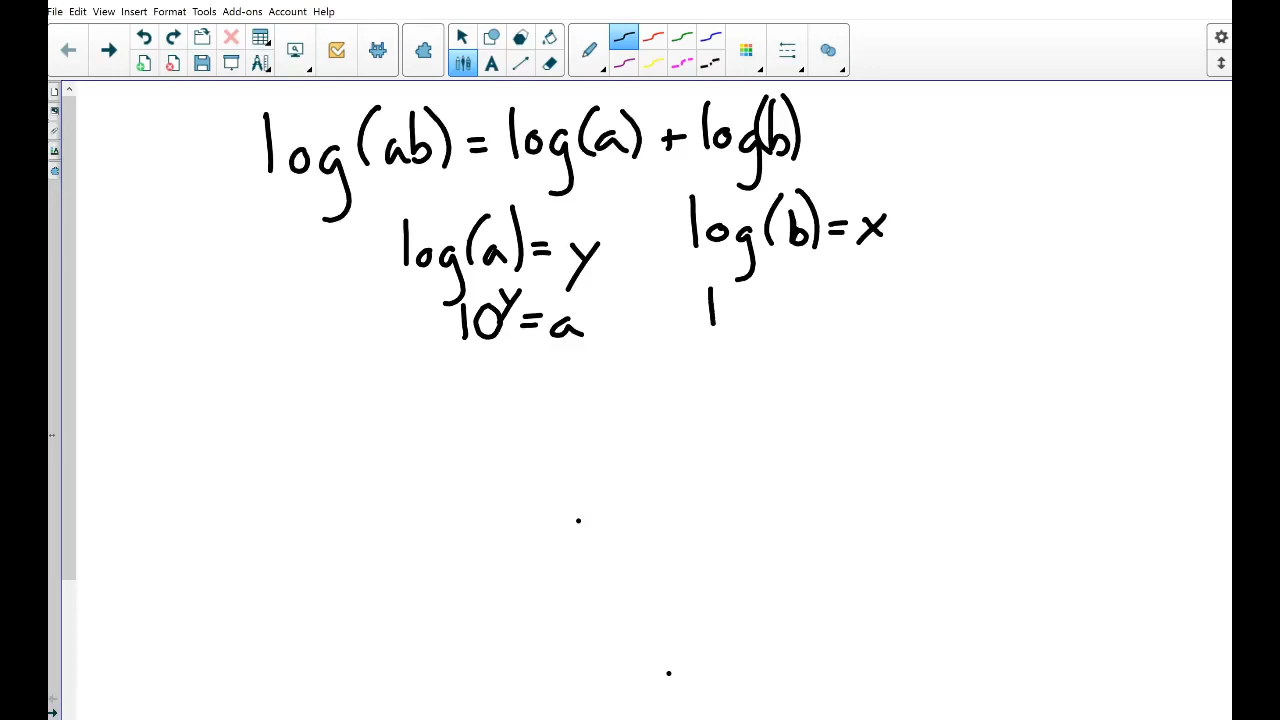 File Edit View Insert Format Tools Add-ons Account Help
log(ab) = log(a) + log(b)
log(a) = y
log(b) = x
10^y = a
1